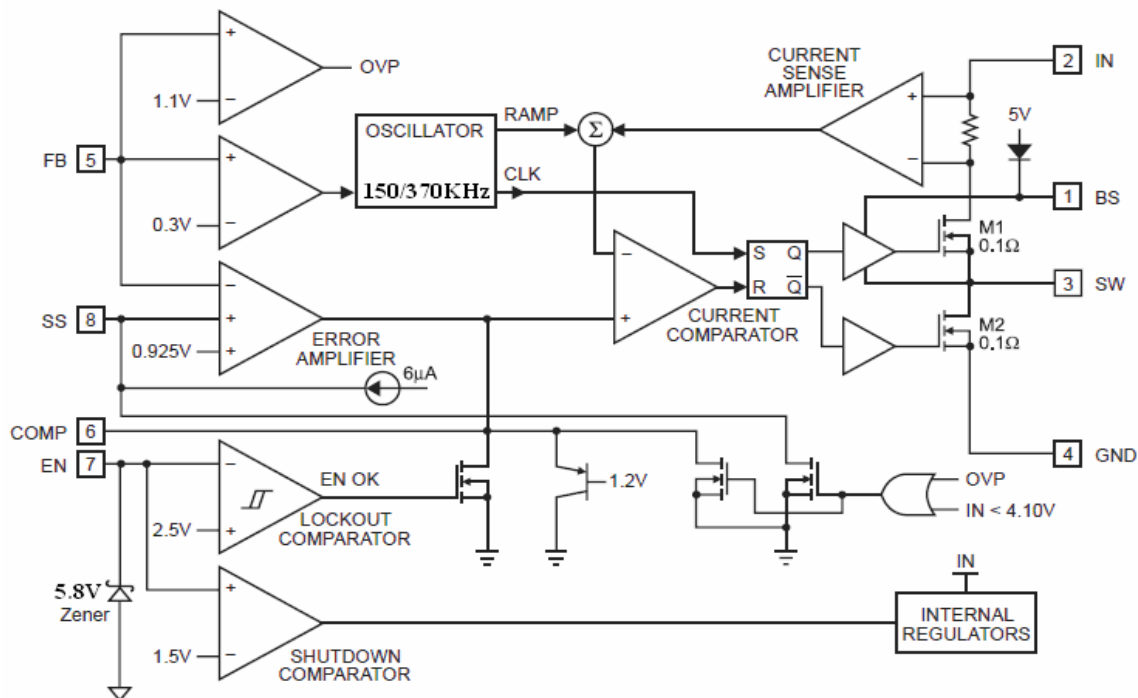 OVP
1.1V
FB 5
0.3V
OSCILLATOR
150/370KHz
RAMP
CLK
Σ
CURRENT
SENSE
AMPLIFIER
2 IN
5V
1 BS
M1
0.1Ω
3 SW
M2
0.1Ω
4 GND
S Q
R Q̅
CURRENT
COMPARATOR
SS 8
0.925V
ERROR
AMPLIFIER
6µA
COMP 6
EN 7
EN OK
LOCKOUT
COMPARATOR
2.5V
1.2V
OVP
IN < 4.10V
5.8V
Zener
1.5V
SHUTDOWN
COMPARATOR
IN
INTERNAL
REGULATORS
+
−
+
−
−
+
+
−
+
+
−
−
+
+
−